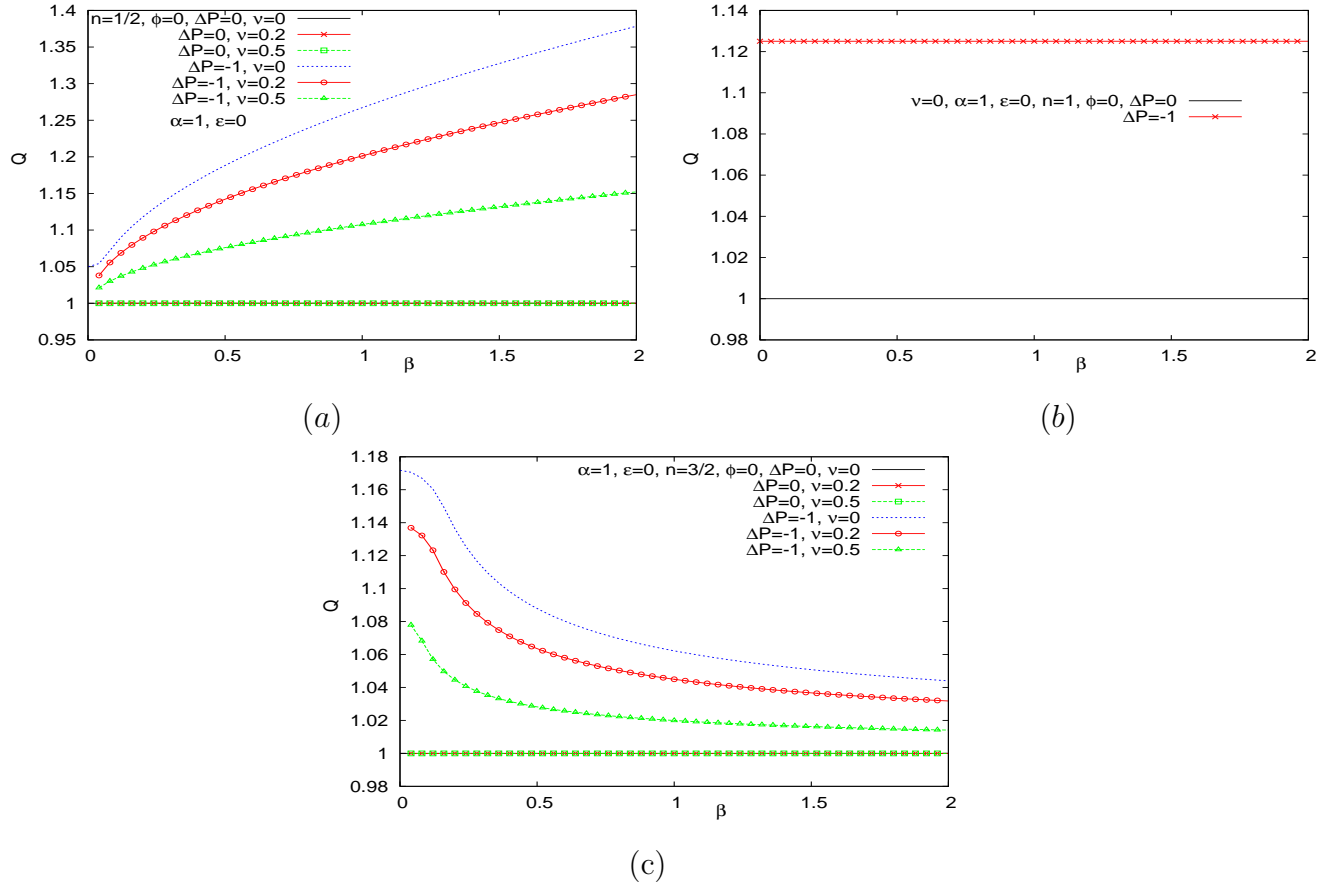 n=1/2, ϕ=0, ΔP=0, ν=0
ΔP=0, ν=0.2
ΔP=0, ν=0.5
ΔP=-1, ν=0
ΔP=-1, ν=0.2
ΔP=-1, ν=0.5
α=1, ε=0
1.4
1.35
1.3
1.25
1.2
1.15
1.1
1.05
1
0.95
Q
0
0.5
1
1.5
2
β
(a)
1.14
1.12
1.1
1.08
1.06
1.04
1.02
1
0.98
Q
ν=0, α=1, ε=0, n=1, ϕ=0, ΔP=0
ΔP=-1
0
0.5
1
1.5
2
β
(b)
1.18
1.16
1.14
1.12
1.1
1.08
1.06
1.04
1.02
1
0.98
Q
α=1, ε=0, n=3/2, ϕ=0, ΔP=0, ν=0
ΔP=0, ν=0.2
ΔP=0, ν=0.5
ΔP=-1, ν=0
ΔP=-1, ν=0.2
ΔP=-1, ν=0.5
0
0.5
1
1.5
2
β
(c)